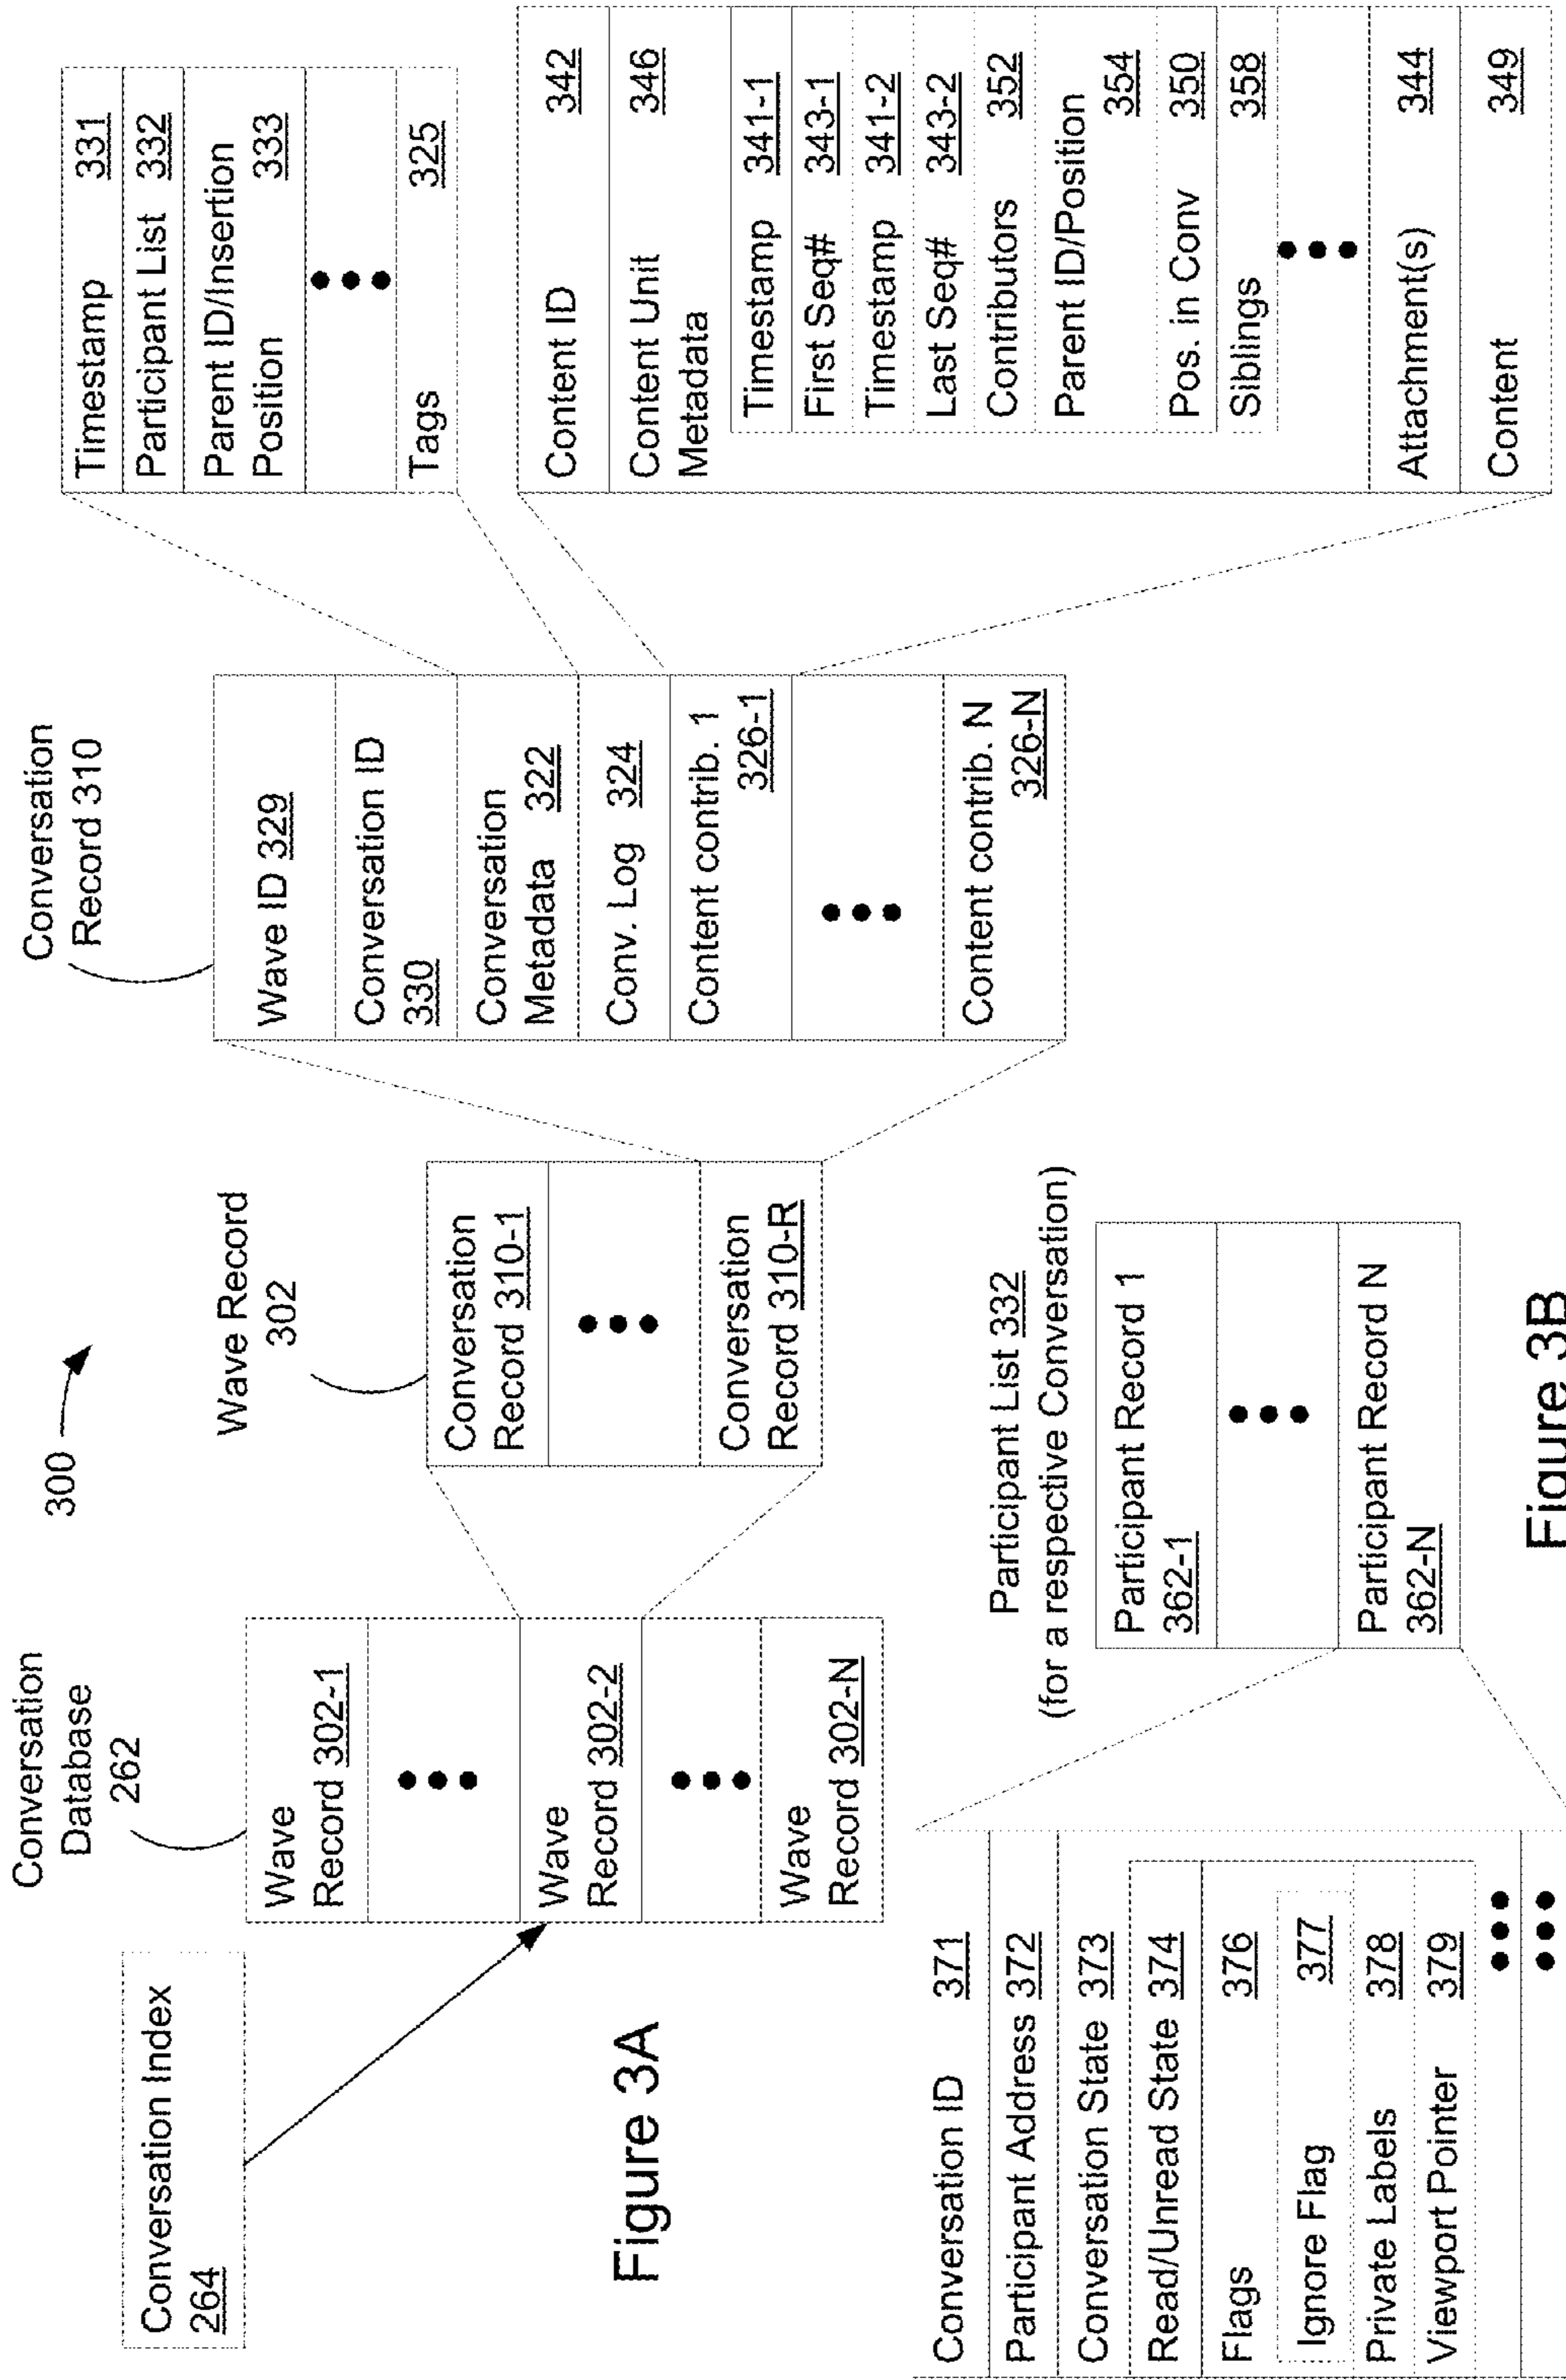 300
Conversation Index
264
Conversation
Database
262
Wave
Record 302-1
Wave
Record 302-2
Wave
Record 302-N
Wave Record
302
Conversation
Record 310-1
Conversation
Record 310-R
Conversation
Record 310
Wave ID 329
Conversation ID
330
Conversation
Metadata 322
Conv. Log 324
Content contrib. 1
326-1
Content contrib. N
326-N
Timestamp 331
Participant List 332
Parent ID/Insertion
Position 333
Tags 325
Content ID 342
Content Unit 346
Metadata
Timestamp 341-1
First Seq# 343-1
Timestamp 341-2
Last Seq# 343-2
Contributors 352
Parent ID/Position
354
Pos. in Conv 350
Siblings 358
Attachment(s) 344
Content 349
Figure 3A
Conversation ID 371
Participant Address 372
Conversation State 373
Read/Unread State 374
Flags 376
Ignore Flag 377
Private Labels 378
Viewport Pointer 379
Participant List 332
(for a respective Conversation)
Participant Record 1
362-1
Participant Record N
362-N
Figure 3B